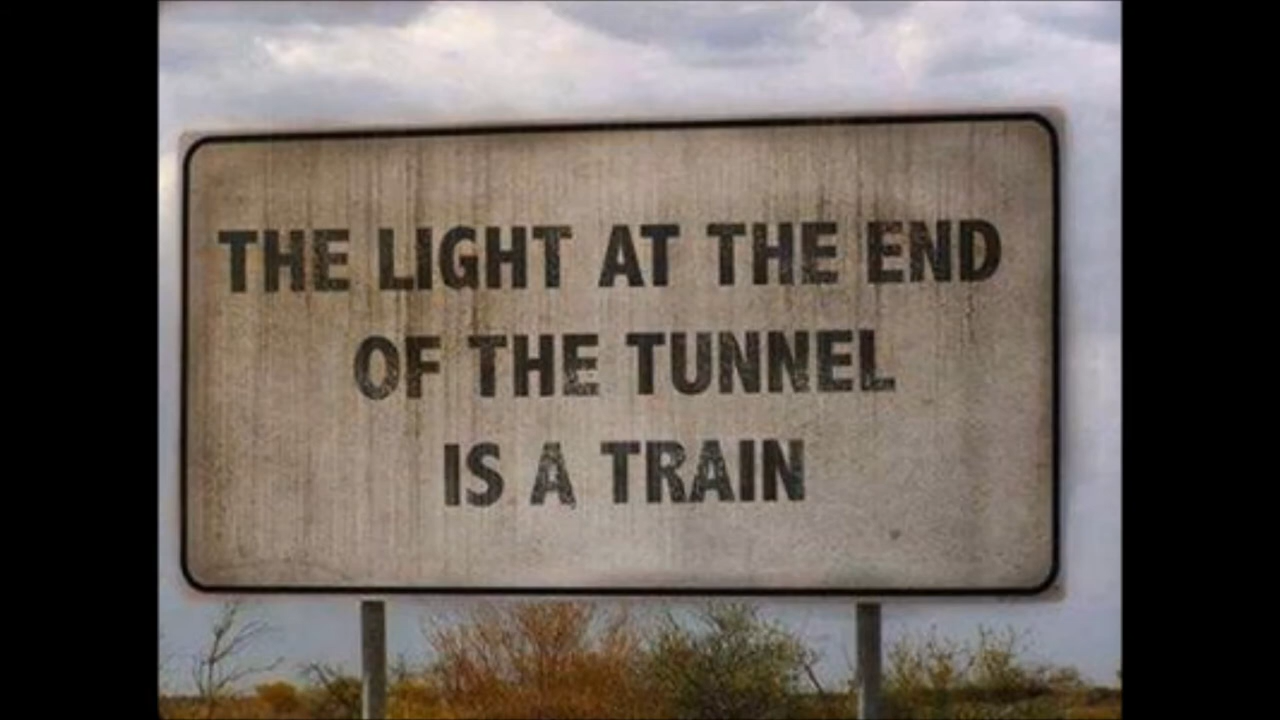 THE LIGHT AT THE END
OF THE TUNNEL
IS A TRAIN